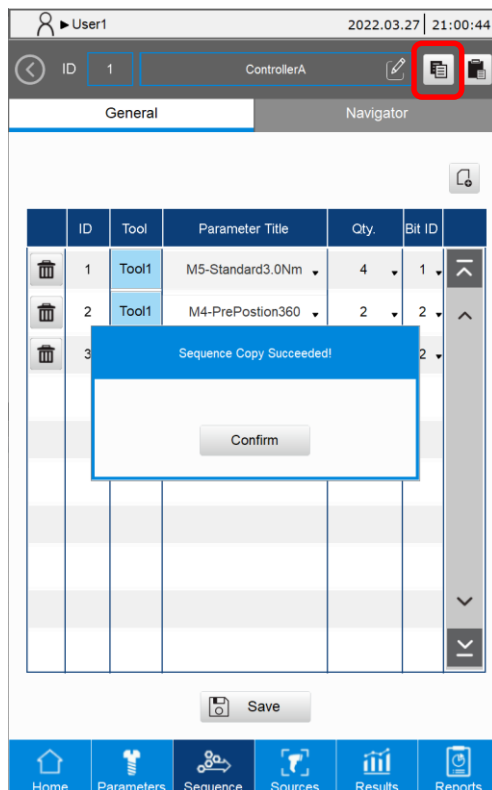 ►User1 2022.03.27 21:00:44
ID 1 ControllerA
General Navigator
ID Tool Parameter Title Qty. Bit ID
1 Tool1 M5-Standard3.0Nm 4 1
2 Tool1 M4-PrePostion360 2 2
3 2
Sequence Copy Succeeded!
Confirm
Save
Home Parameters Sequence Sources Results Reports